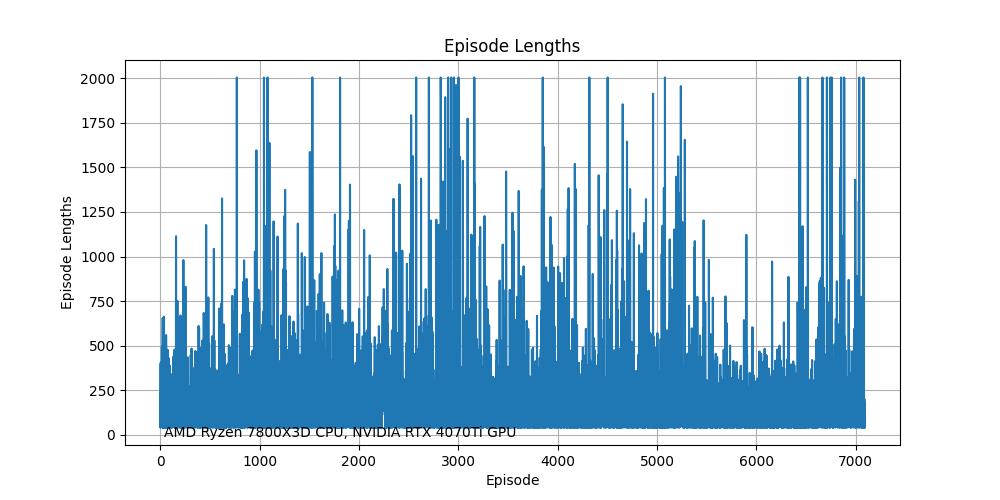 Episode Lengths
2000
1750
1500
1250
1000
750
500
250
0
Episode Lengths
AMD Ryzen 7800X3D CPU, NVIDIA RTX 4070Ti GPU
0 1000 2000 3000 4000 5000 6000 7000
Episode